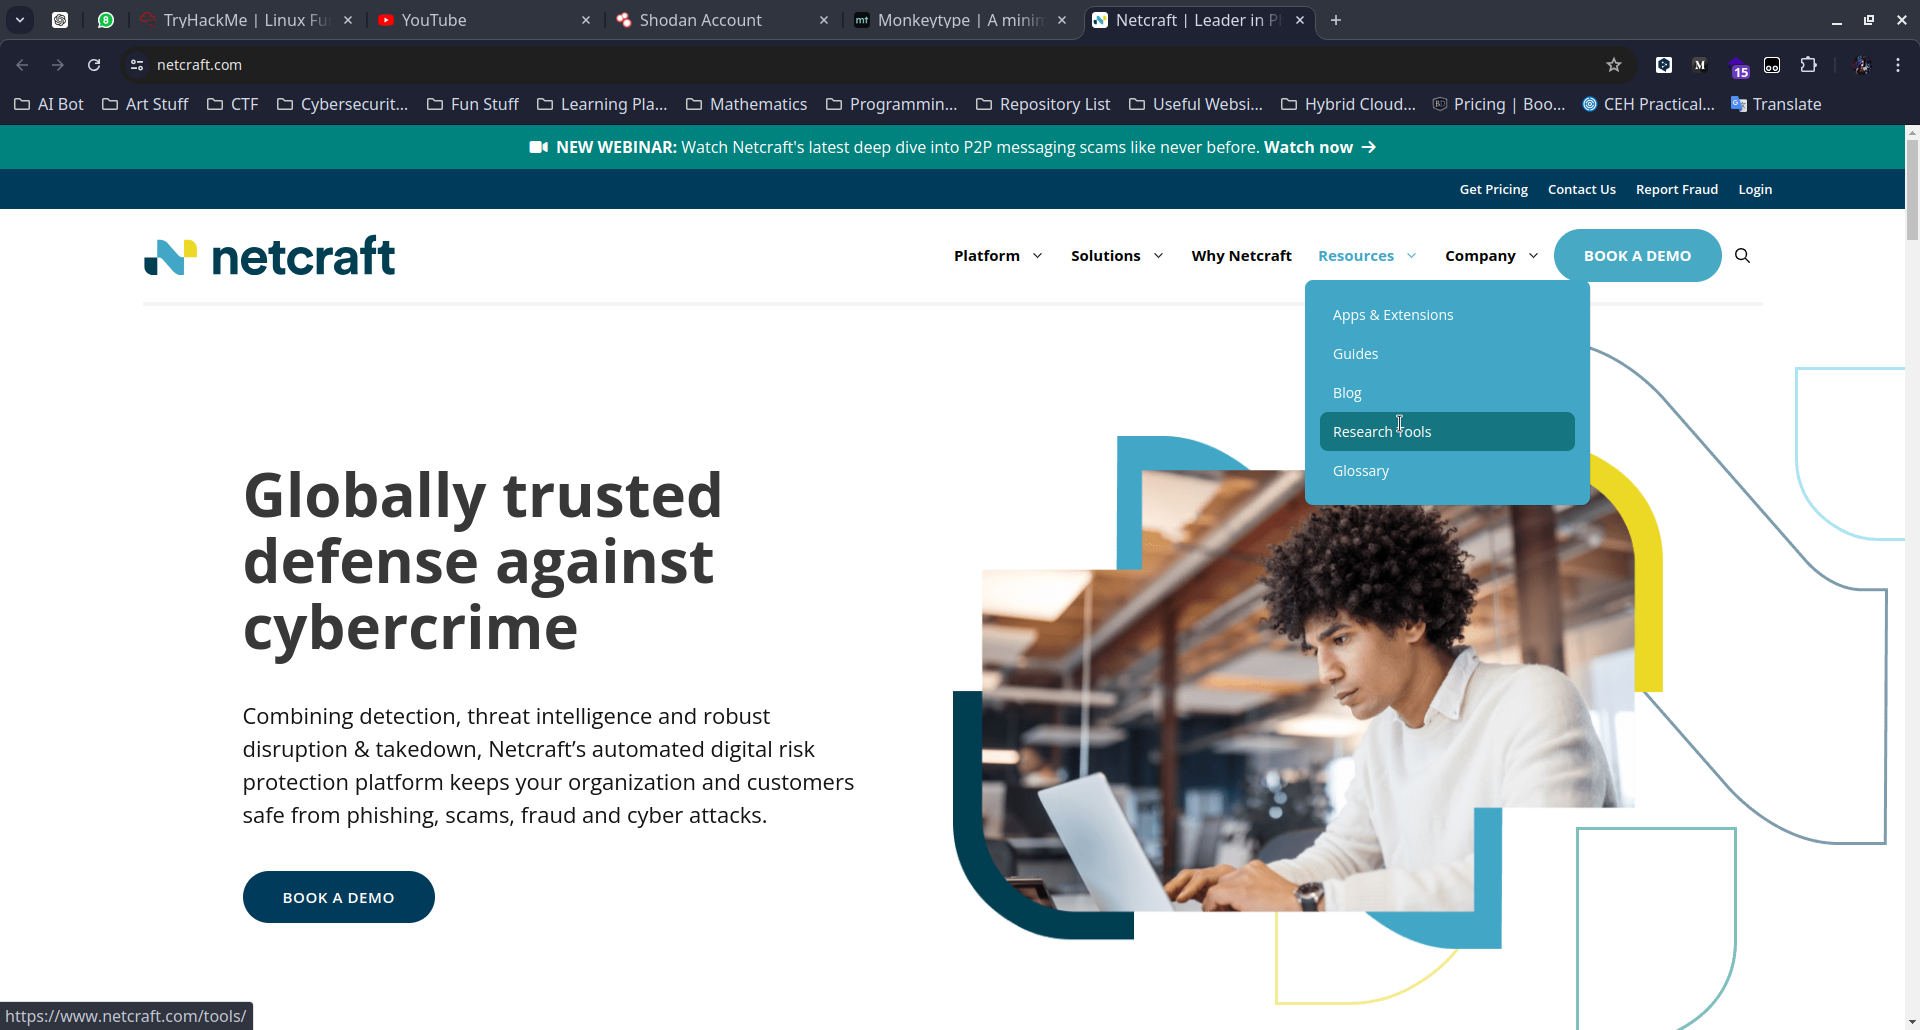 8
TryHackMe | Linux Fu
YouTube
Shodan Account
mt
Monkeytype | A minin
Netcraft | Leader in P
netcraft.com
M
15
AI Bot
Art Stuff
CTF
Cybersecurit...
Fun Stuff
Learning Pla...
Mathematics
Programmin...
Repository List
Useful Websi...
Hybrid Cloud...
Pricing | Boo...
CEH Practical...
Translate
NEW WEBINAR: Watch Netcraft's latest deep dive into P2P messaging scams like never before. Watch now →
Get Pricing
Contact Us
Report Fraud
Login
netcraft
Platform
Solutions
Why Netcraft
Resources
Company
BOOK A DEMO
Apps & Extensions
Guides
Blog
Research Tools
Glossary
Globally trusted
defense against
cybercrime
Combining detection, threat intelligence and robust
disruption & takedown, Netcraft’s automated digital risk
protection platform keeps your organization and customers
safe from phishing, scams, fraud and cyber attacks.
BOOK A DEMO
https://www.netcraft.com/tools/